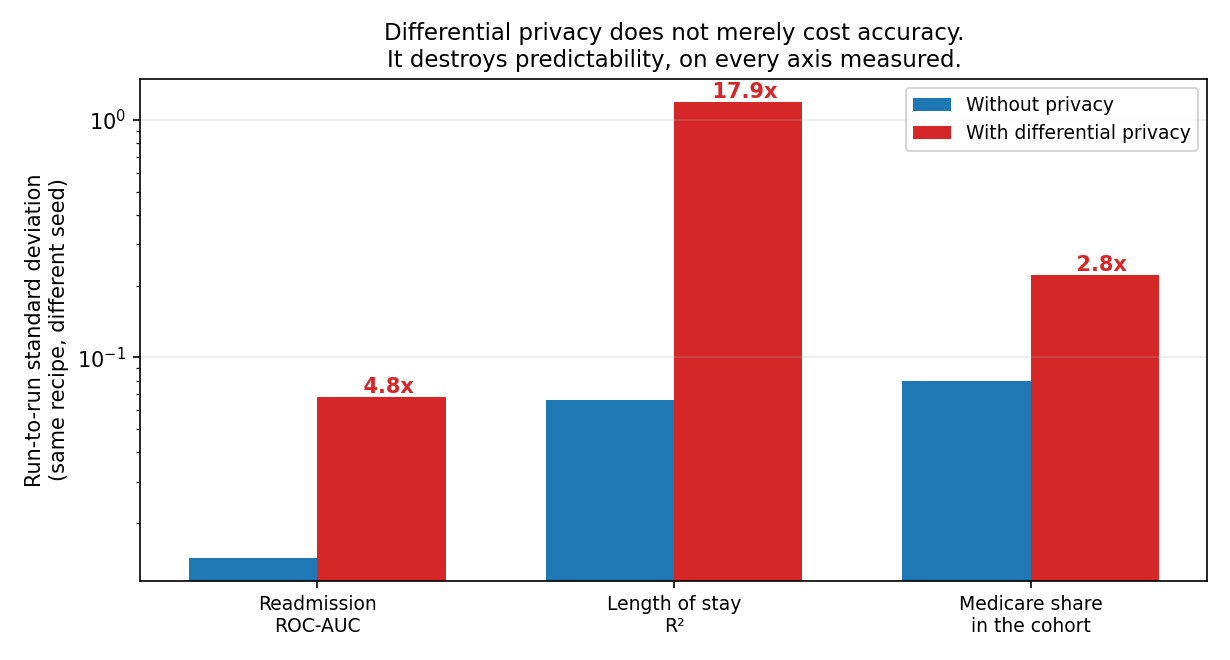 Differential privacy does not merely cost accuracy.
It destroys predictability, on every axis measured.
Run-to-run standard deviation
(same recipe, different seed)
10⁰
10⁻¹
4.8x
17.9x
2.8x
Without privacy
With differential privacy
Readmission
ROC-AUC
Length of stay
R²
Medicare share
in the cohort